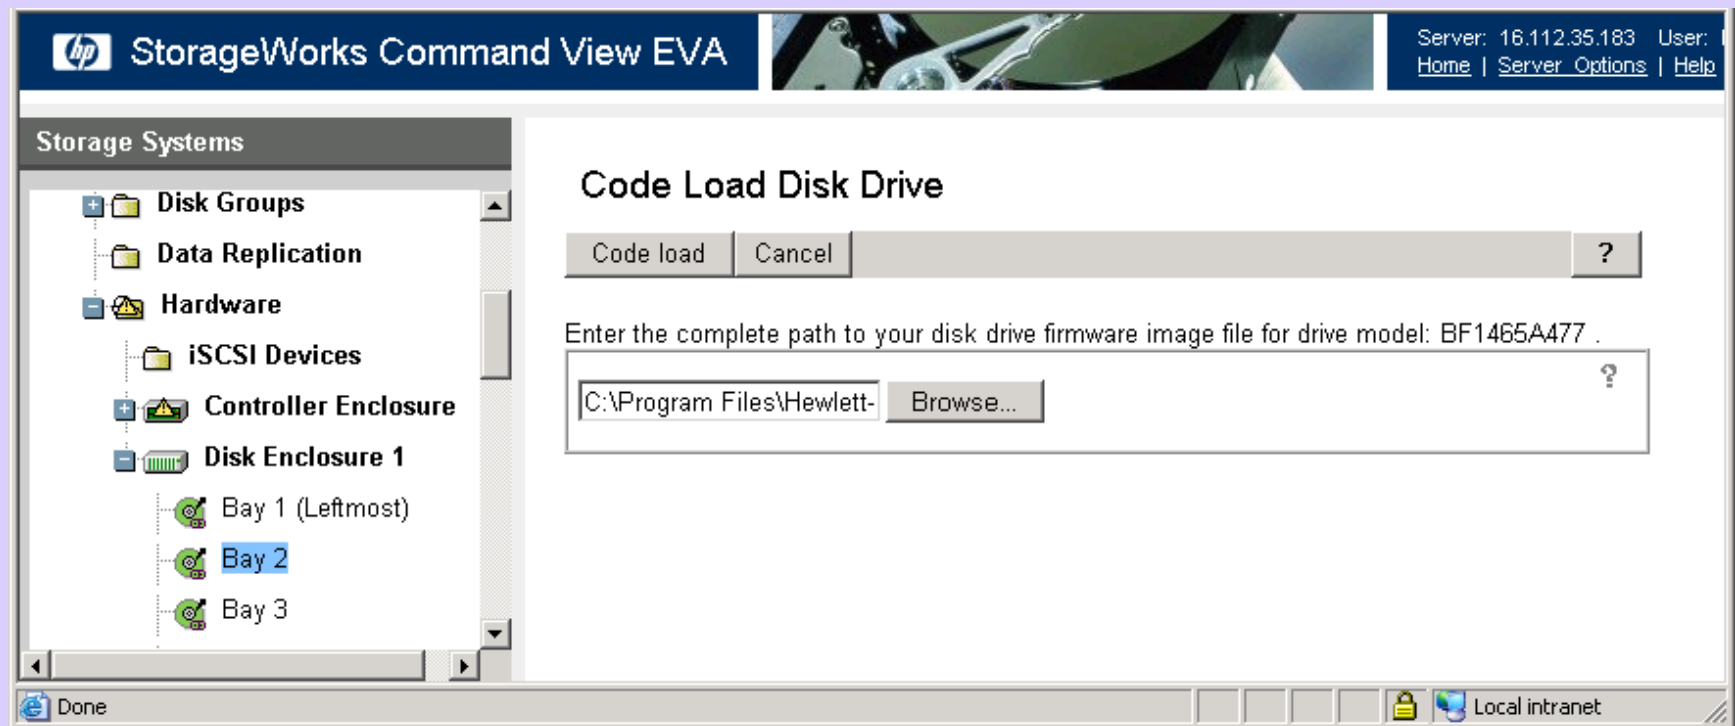 hp StorageWorks Command View EVA
Server: 16.112.35.183 User:
Home | Server Options | Help
Storage Systems
Disk Groups
Data Replication
Hardware
iSCSI Devices
Controller Enclosure
Disk Enclosure 1
Bay 1 (Leftmost)
Bay 2
Bay 3
Code Load Disk Drive
Code load Cancel ?
Enter the complete path to your disk drive firmware image file for drive model: BF1465A477 .
?
C:\Program Files\Hewlett- Browse...
Done
Local intranet